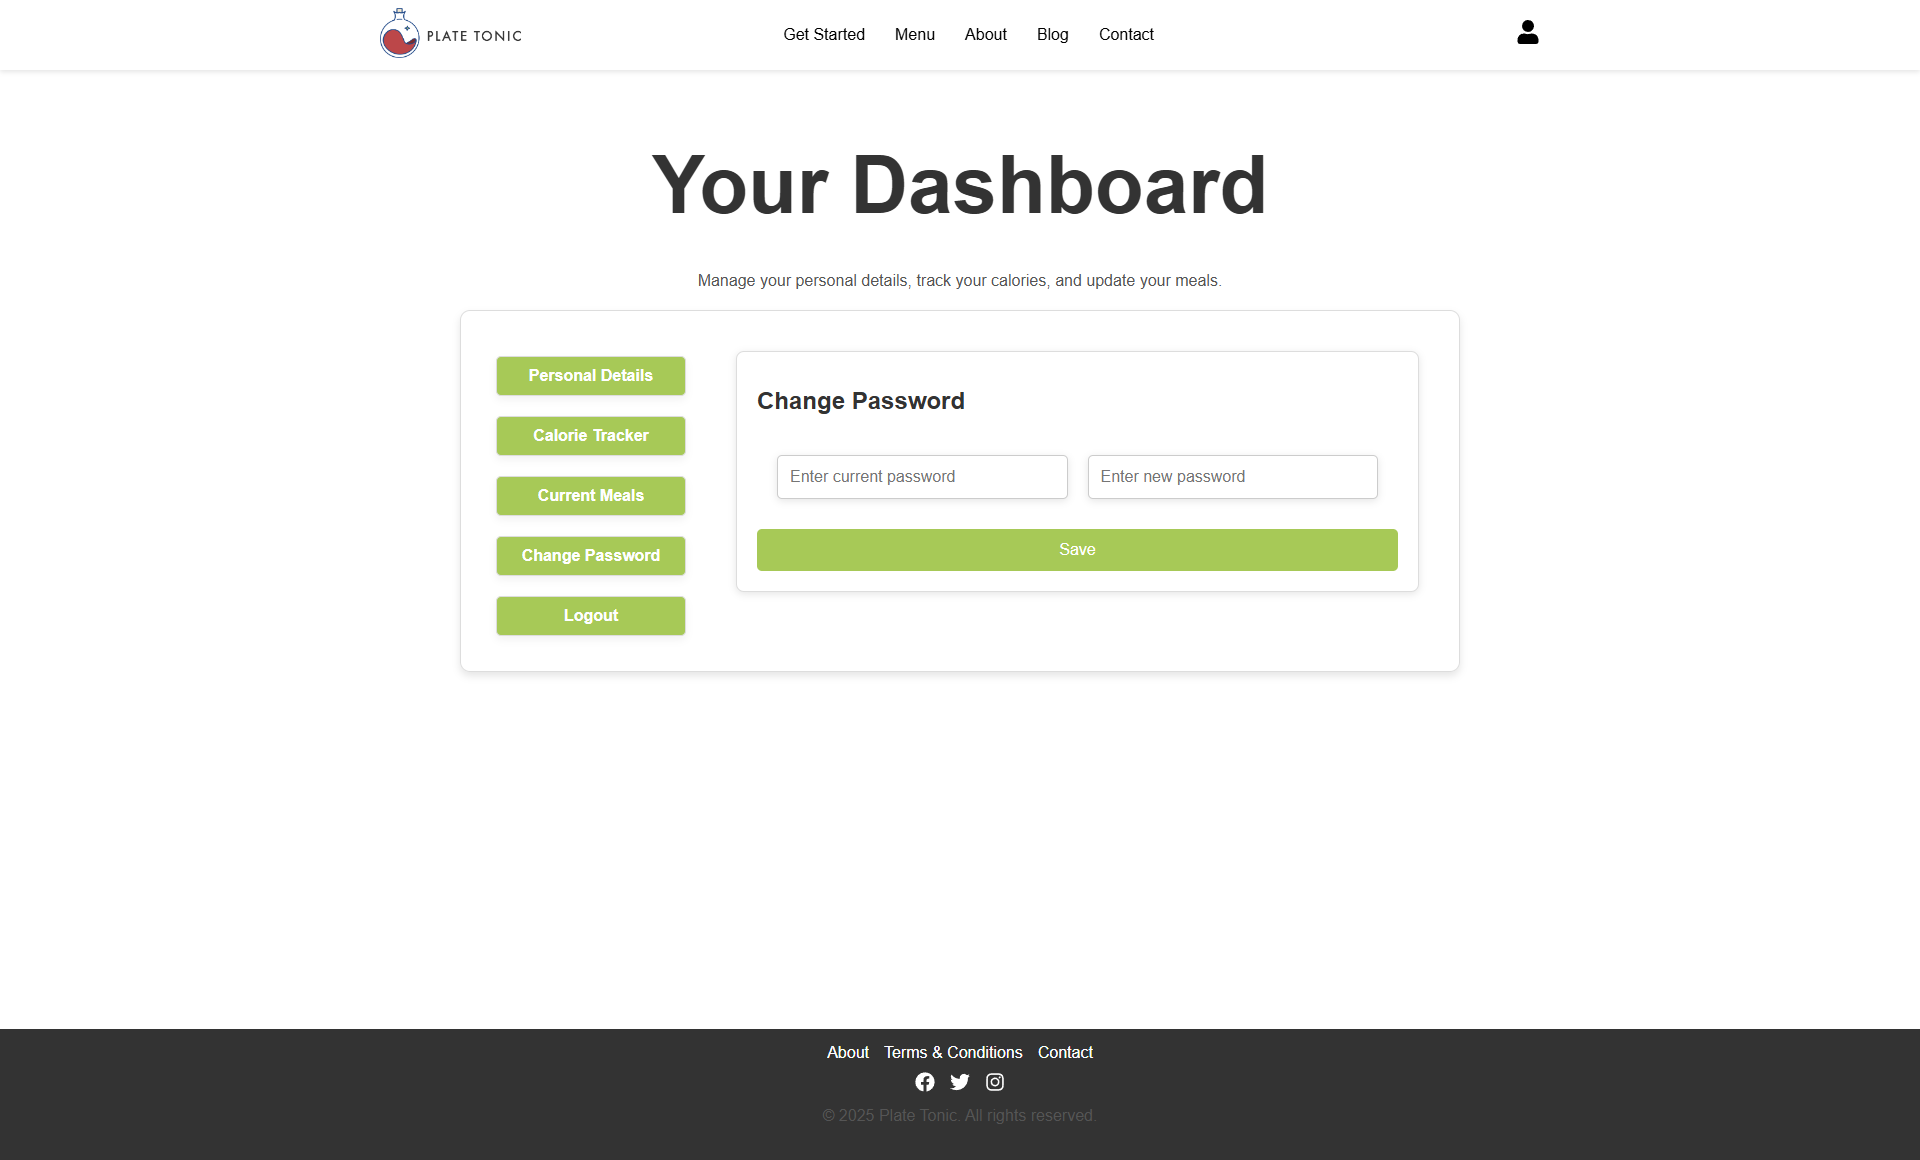 PLATE TONIC
Get Started Menu About Blog Contact
Your Dashboard
Manage your personal details, track your calories, and update your meals.
Personal Details
Calorie Tracker
Current Meals
Change Password
Logout
Change Password
Enter current password Enter new password
Save
About Terms & Conditions Contact
© 2025 Plate Tonic. All rights reserved.